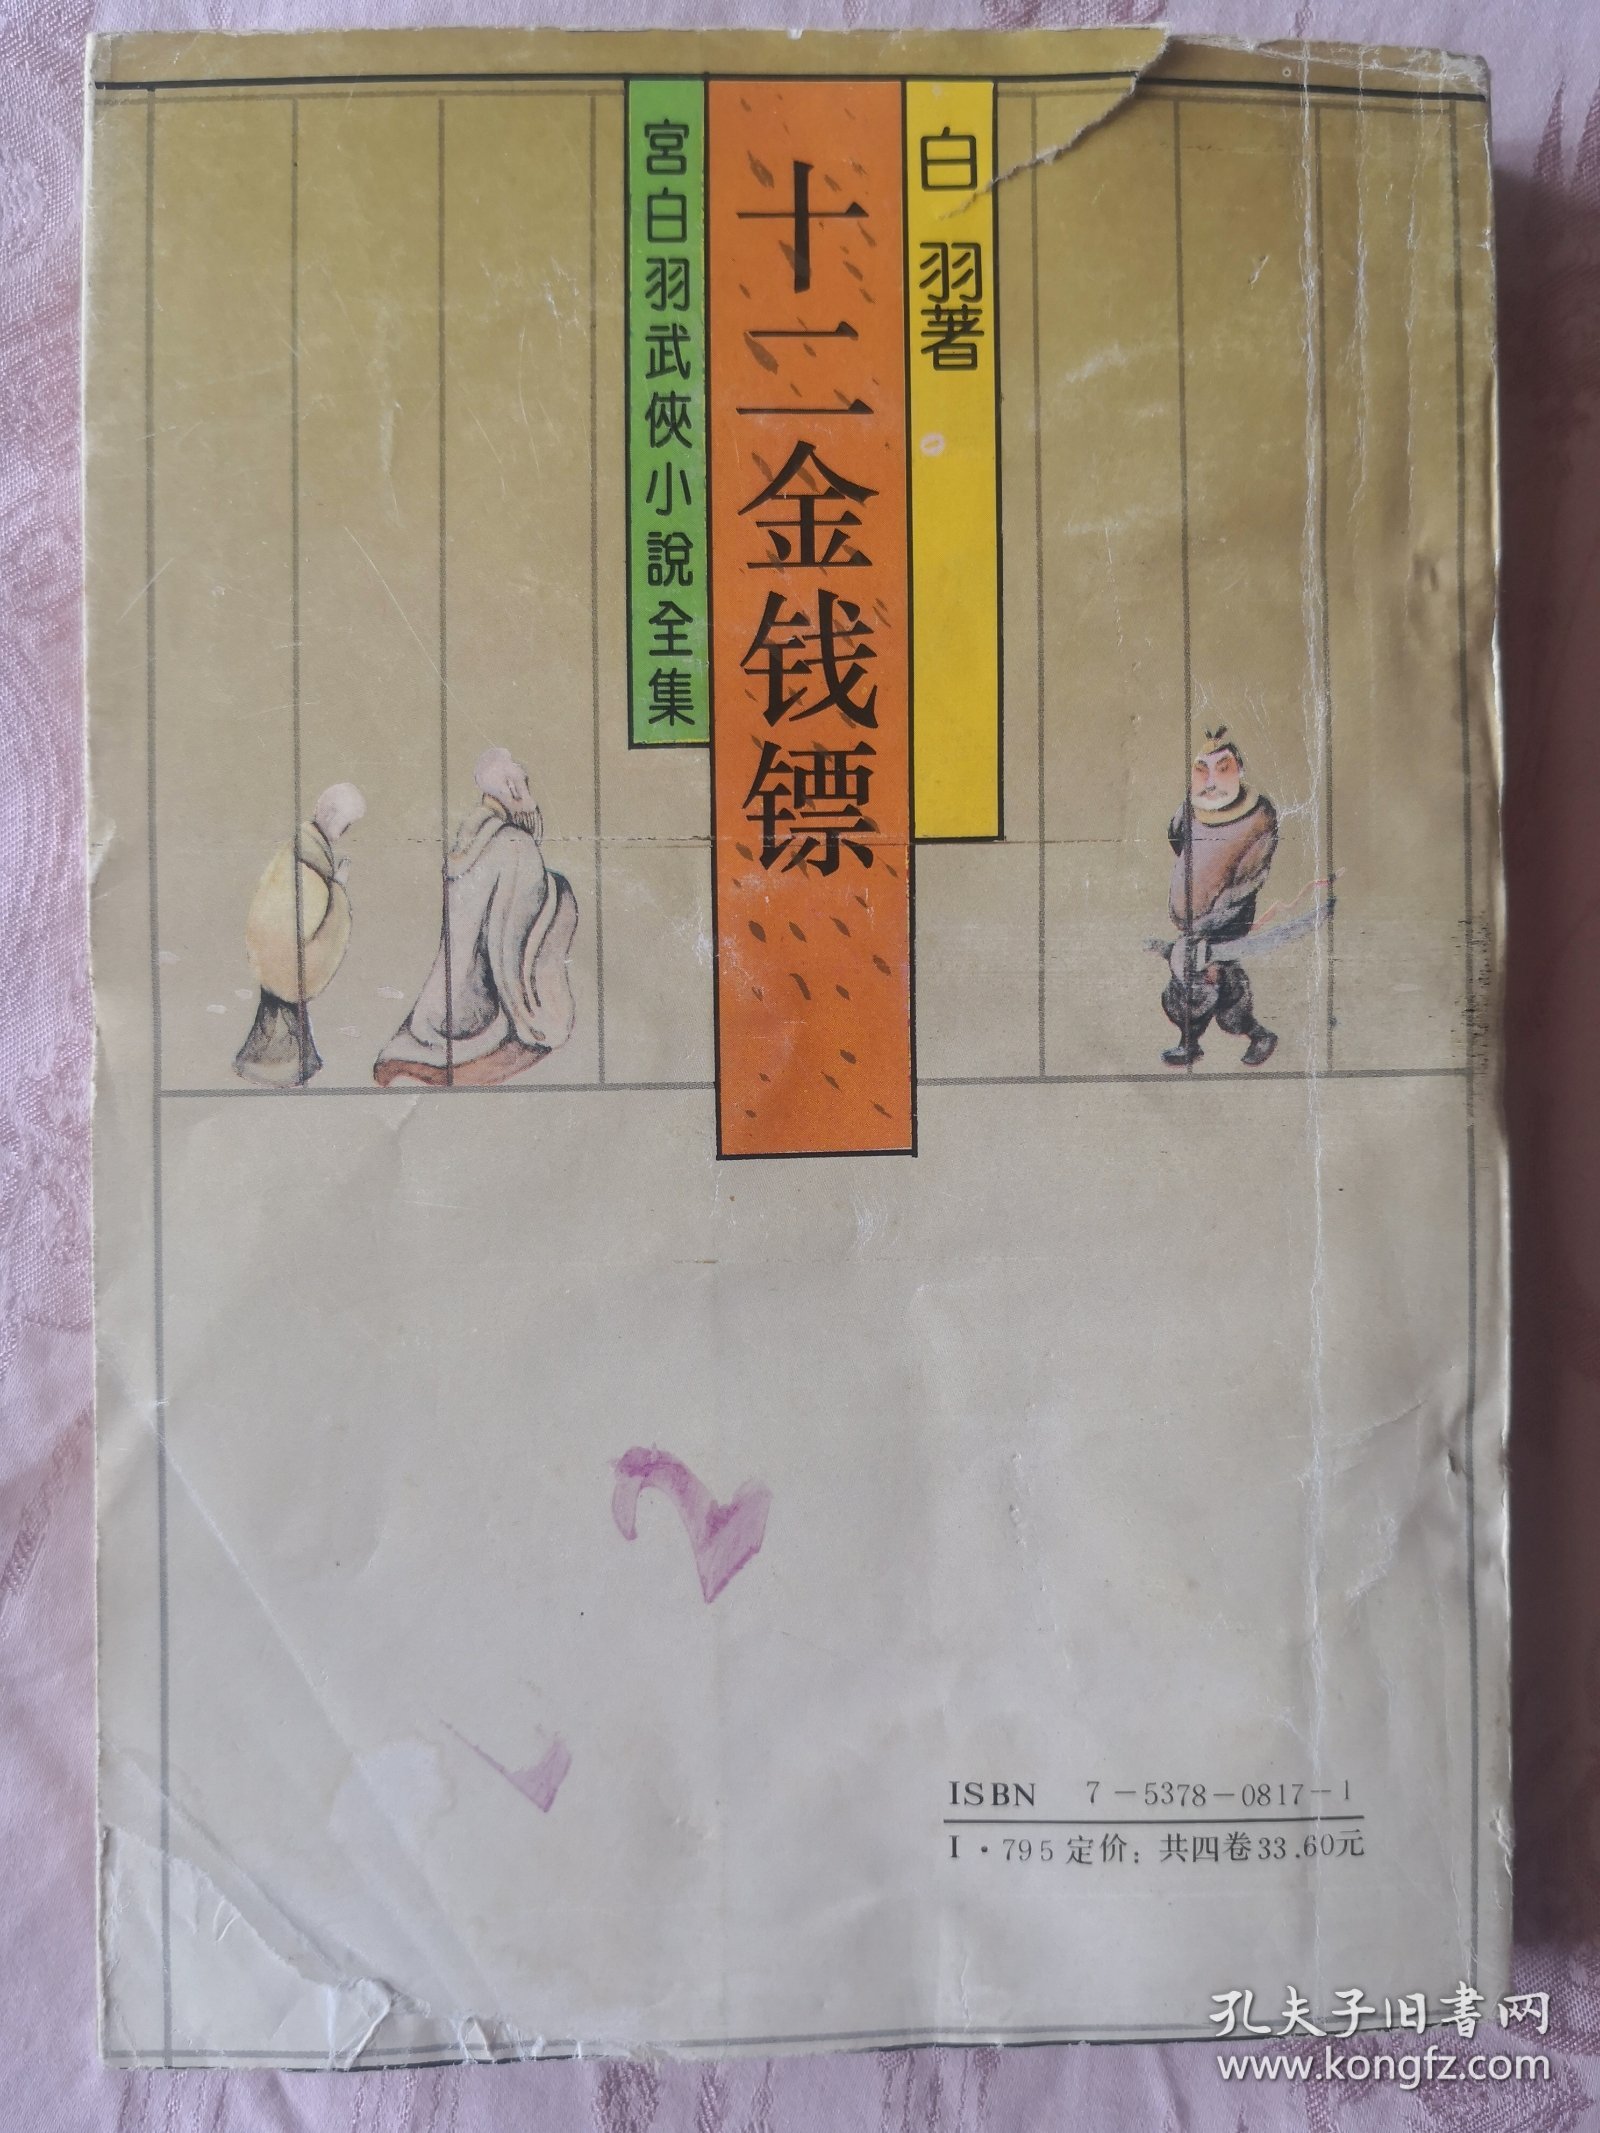 白羽著
十二金钱镖
宮白羽武俠小說全集
ISBN 7-5378-0817-1
I·795 定价：共四卷33.60元
孔夫子旧书网
www.kongfz.com